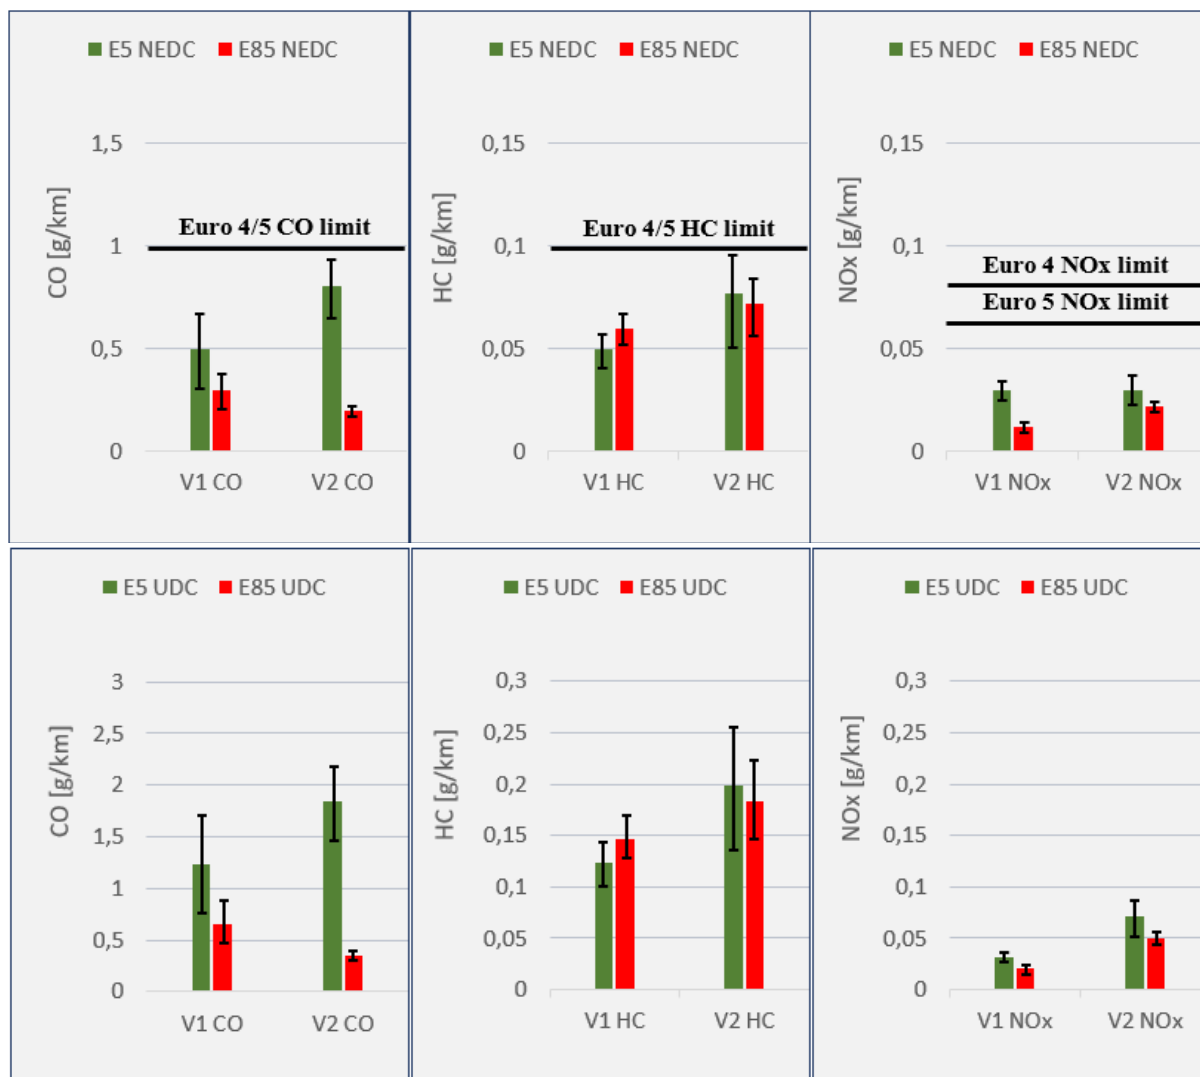 E5 NEDC E85 NEDC
CO [g/km]
1,5
1
0,5
0
Euro 4/5 CO limit
V1 CO V2 CO
E5 NEDC E85 NEDC
HC [g/km]
0,15
0,1
0,05
0
Euro 4/5 HC limit
V1 HC V2 HC
E5 NEDC E85 NEDC
NOx [g/km]
0,15
0,1
0,05
0
Euro 4 NOx limit
Euro 5 NOx limit
V1 NOx V2 NOx
E5 UDC E85 UDC
CO [g/km]
3
2,5
2
1,5
1
0,5
0
V1 CO V2 CO
E5 UDC E85 UDC
HC [g/km]
0,3
0,25
0,2
0,15
0,1
0,05
0
V1 HC V2 HC
E5 UDC E85 UDC
NOx [g/km]
0,3
0,25
0,2
0,15
0,1
0,05
0
V1 NOx V2 NOx